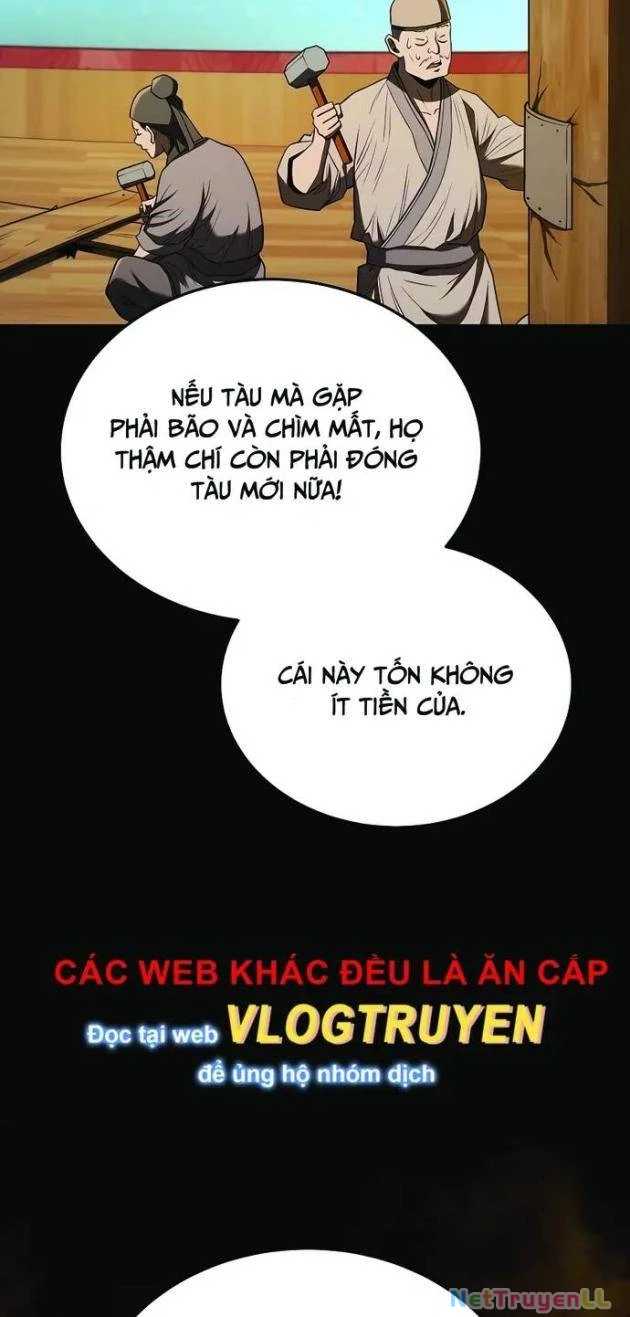 NẾU TÀU MÀ GẶP
PHẢI BÃO VÀ CHÌM MẤT, HỌ
THẬM CHÍ CÒN PHẢI ĐÓNG
TÀU MỚI NỮA!
CÁI NÀY TỐN KHÔNG
ÍT TIỀN CỦA.
CÁC WEB KHÁC ĐỀU LÀ ĂN CẮP
Đọc tại web VLOGTRUYEN
để ủng hộ nhóm dịch
NetTruyenLL